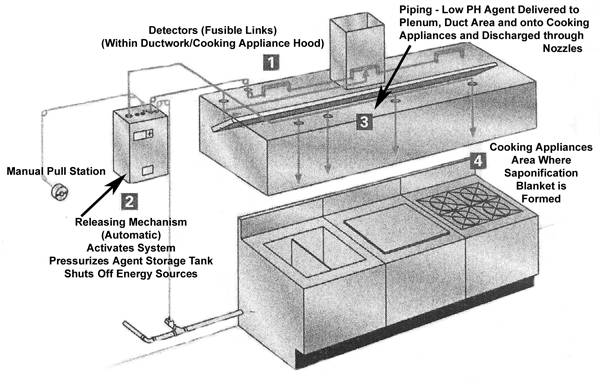 Detectors (Fusible Links)
(Within Ductwork/Cooking Appliance Hood)
1
Piping - Low PH Agent Delivered to
Plenum, Duct Area and onto Cooking
Appliances and Discharged through
Nozzles
3
Manual Pull Station
2
Releasing Mechanism
(Automatic)
Activates System
Pressurizes Agent Storage Tank
Shuts Off Energy Sources
4
Cooking Appliances
Area Where
Saponification
Blanket is
Formed